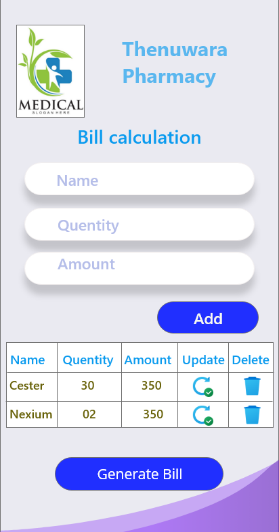 Thenuwara
Pharmacy
MEDICAL
SLOGAN HERE
Bill calculation
Name
Quentity
Amount
Add
Name Quentity Amount Update Delete
Cester 30 350
Nexium 02 350
Generate Bill